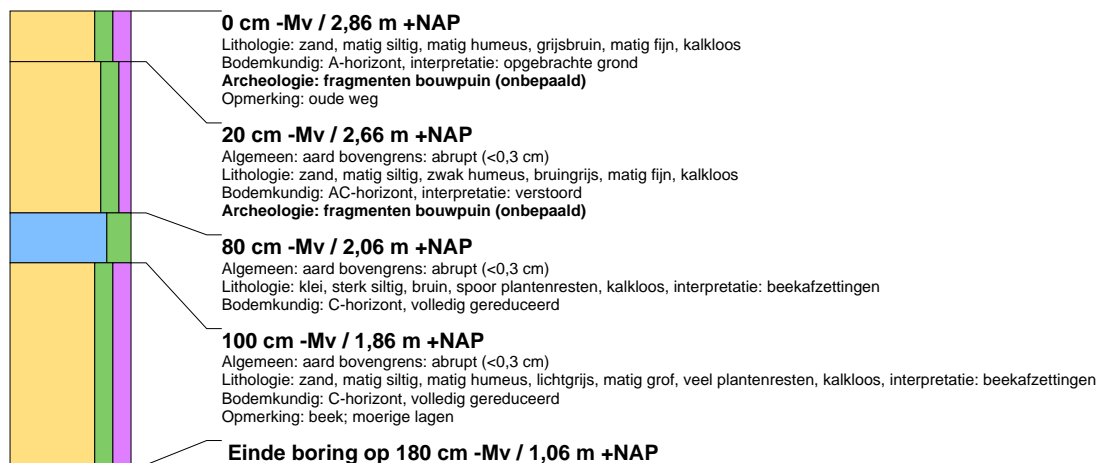 0 cm -Mv / 2,86 m +NAP
Lithologie: zand, matig siltig, matig humeus, grijsbruin, matig fijn, kalkloos
Bodemkundig: A-horizont, interpretatie: opgebrachte grond
Archeologie: fragmenten bouwpuin (onbepaald)
Opmerking: oude weg
20 cm -Mv / 2,66 m +NAP
Algemeen: aard bovengrens: abrupt (<0,3 cm)
Lithologie: zand, matig siltig, zwak humeus, bruingrijs, matig fijn, kalkloos
Bodemkundig: AC-horizont, interpretatie: verstoord
Archeologie: fragmenten bouwpuin (onbepaald)
80 cm -Mv / 2,06 m +NAP
Algemeen: aard bovengrens: abrupt (<0,3 cm)
Lithologie: klei, sterk siltig, bruin, spoor plantenresten, kalkloos, interpretatie: beekafzettingen
Bodemkundig: C-horizont, volledig gereduceerd
100 cm -Mv / 1,86 m +NAP
Algemeen: aard bovengrens: abrupt (<0,3 cm)
Lithologie: zand, matig siltig, matig humeus, lichtgrijs, matig grof, veel plantenresten, kalkloos, interpretatie: beekafzettingen
Bodemkundig: C-horizont, volledig gereduceerd
Opmerking: beek; moerige lagen
Einde boring op 180 cm -Mv / 1,06 m +NAP